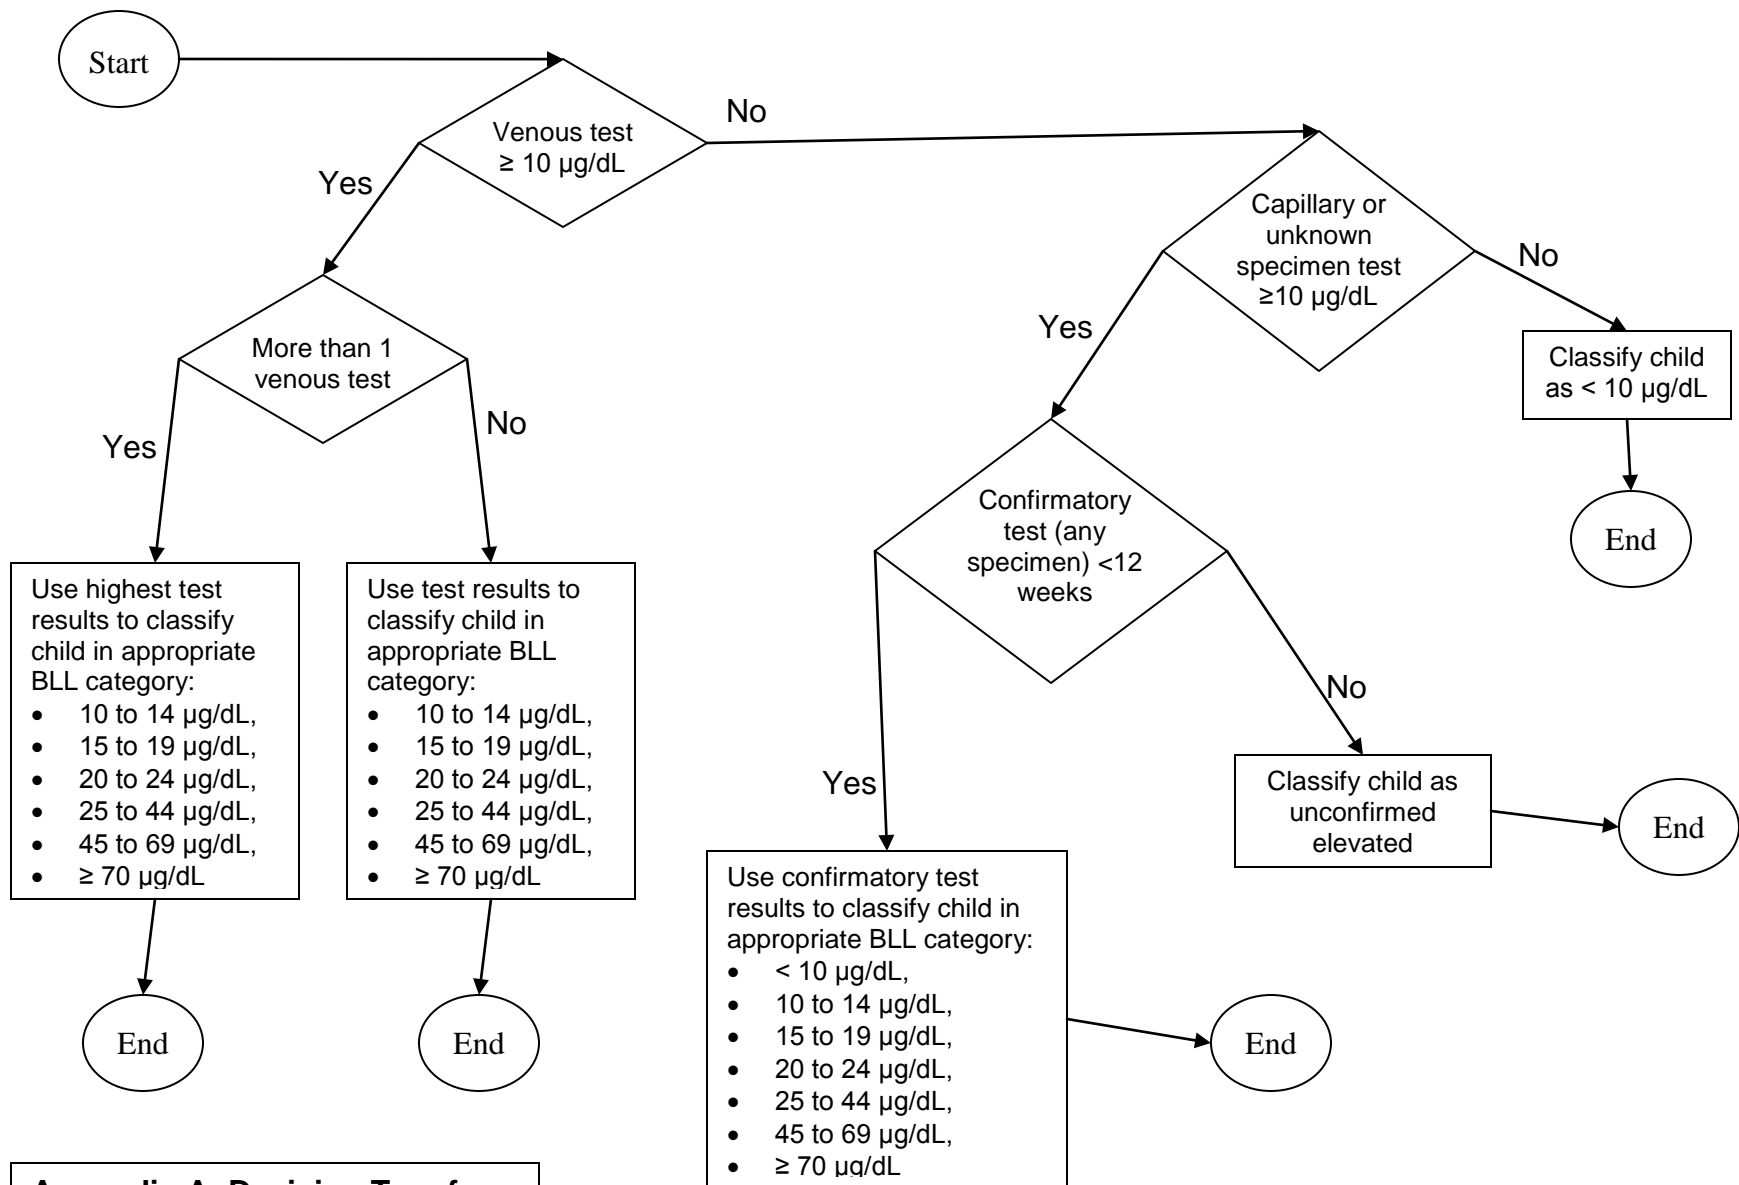 Start
Venous test
≥ 10 µg/dL
No
Yes
Capillary or
unknown
specimen test
≥10 µg/dL
No
Yes
Classify child
as < 10 µg/dL
End
More than 1
venous test
Yes
No
Confirmatory
test (any
specimen) <12
weeks
No
Yes
Use highest test
results to classify
child in appropriate
BLL category:
• 10 to 14 µg/dL,
• 15 to 19 µg/dL,
• 20 to 24 µg/dL,
• 25 to 44 µg/dL,
• 45 to 69 µg/dL,
• ≥ 70 µg/dL
End
Use test results to
classify child in
appropriate BLL
category:
• 10 to 14 µg/dL,
• 15 to 19 µg/dL,
• 20 to 24 µg/dL,
• 25 to 44 µg/dL,
• 45 to 69 µg/dL,
• ≥ 70 µg/dL
End
Classify child as
unconfirmed
elevated
End
Use confirmatory test
results to classify child in
appropriate BLL category:
• < 10 µg/dL,
• 10 to 14 µg/dL,
• 15 to 19 µg/dL,
• 20 to 24 µg/dL,
• 25 to 44 µg/dL,
• 45 to 69 µg/dL,
• ≥ 70 µg/dL
End